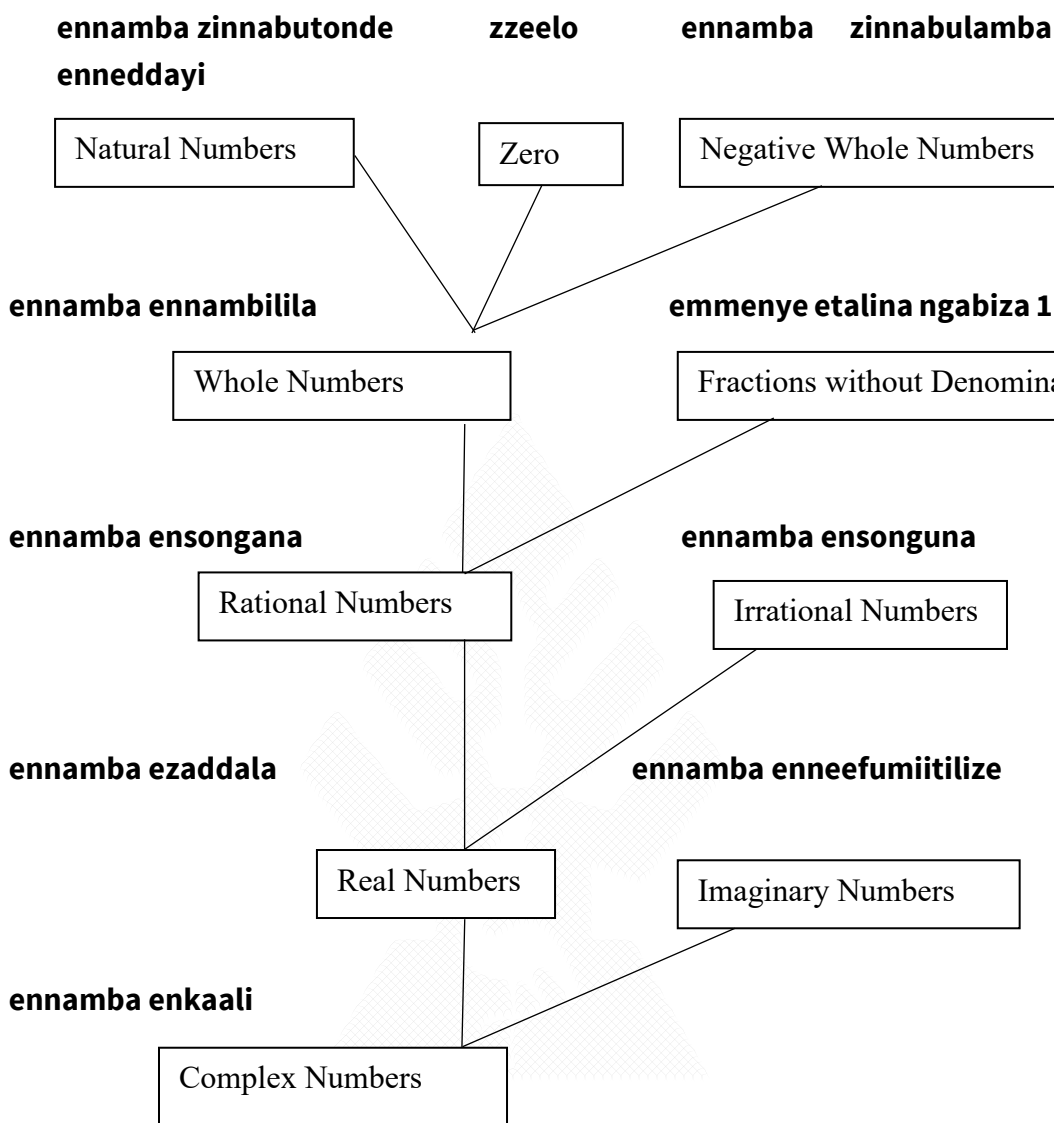 ennamba zinnabutonde zzeelo ennamba zinnabulamba
enneddayi
Natural Numbers Zero Negative Whole Numbers
ennamba ennambilila emmenye etalina ngabiza 1
Whole Numbers Fractions without Denomina
ennamba ensongana ennamba ensonguna
Rational Numbers Irrational Numbers
ennamba ezaddala ennamba enneefumiitilize
Real Numbers Imaginary Numbers
ennamba enkaali
Complex Numbers